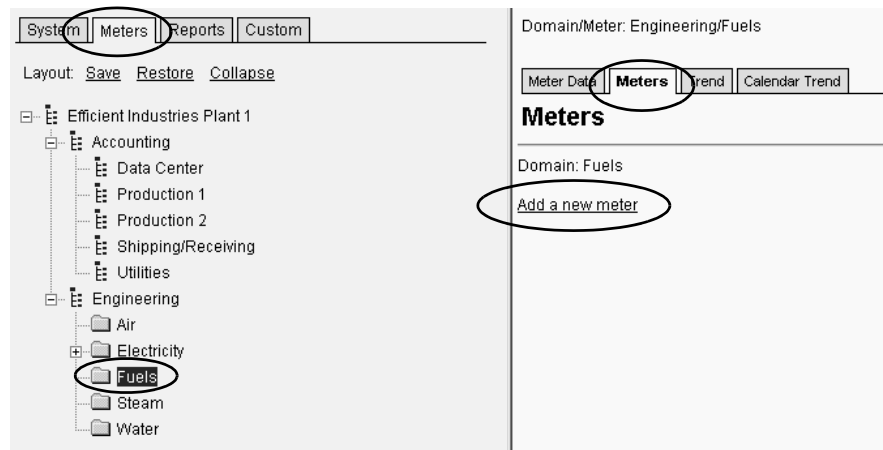 System Meters Reports Custom
Layout: Save Restore Collapse
Efficient Industries Plant 1
Accounting
Data Center
Production 1
Production 2
Shipping/Receiving
Utilities
Engineering
Air
Electricity
Fuels
Steam
Water
Domain/Meter: Engineering/Fuels
Meter Data Meters Trend Calendar Trend
Meters
Domain: Fuels
Add a new meter